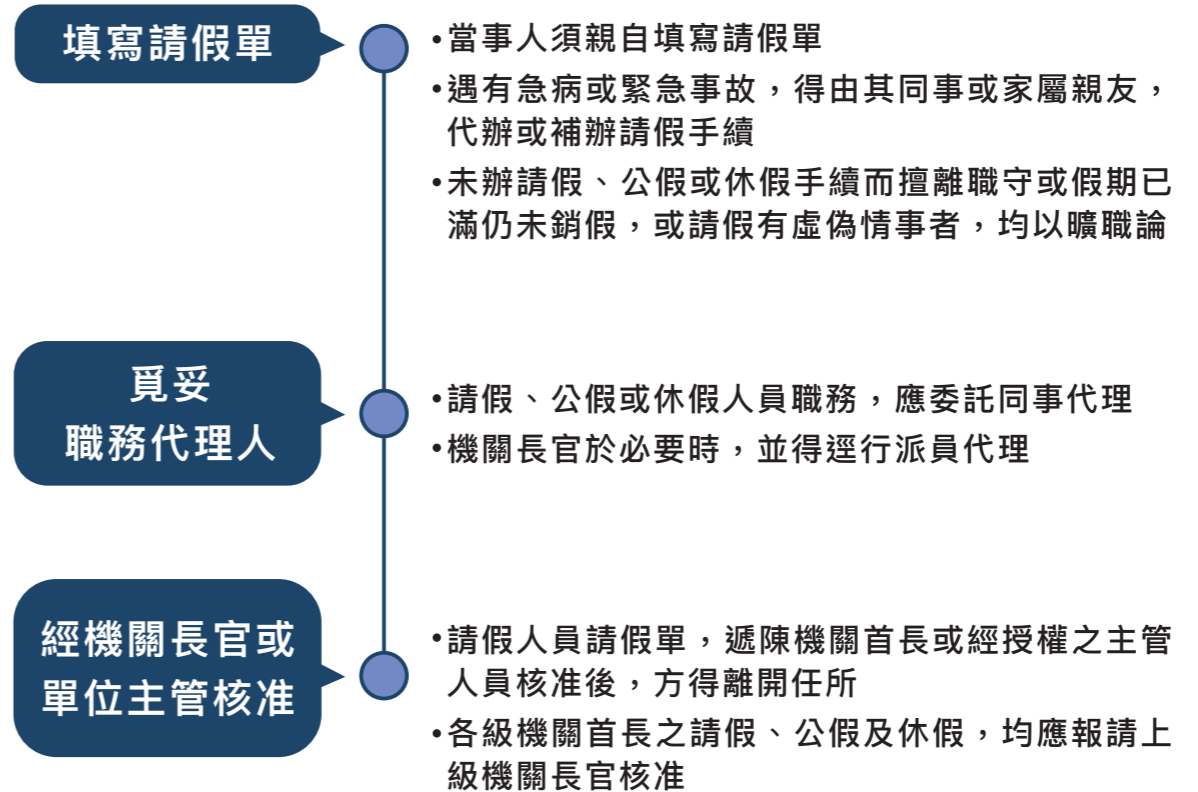 填寫請假單
•當事人須親自填寫請假單
•遇有急病或緊急事故，得由其同事或家屬親友，
代辦或補辦請假手續
•未辦請假、公假或休假手續而擅離職守或假期已
滿仍未銷假，或請假有虛偽情事者，均以曠職論
覓妥
職務代理人
•請假、公假或休假人員職務，應委託同事代理
•機關長官於必要時，並得逕行派員代理
經機關長官或
單位主管核准
•請假人員請假單，遞陳機關首長或經授權之主管
人員核准後，方得離開任所
•各級機關首長之請假、公假及休假，均應報請上
級機關長官核准